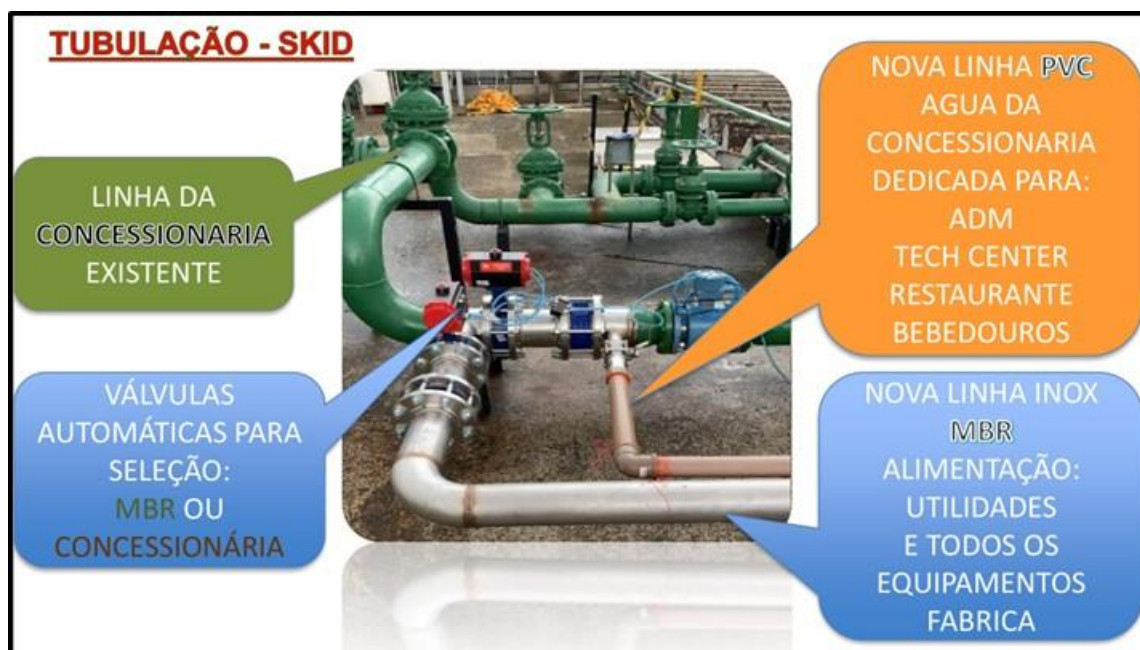 TUBULAÇÃO - SKID
LINHA DA
CONCESSIONARIA
EXISTENTE
VÁLVULAS
AUTOMÁTICAS PARA
SELEÇÃO:
MBR OU
CONCESSIONÁRIA
NOVA LINHA PVC
AGUA DA
CONCESSIONARIA
DEDICADA PARA:
ADM
TECH CENTER
RESTAURANTE
BEBEDOUROS
NOVA LINHA INOX
MBR
ALIMENTAÇÃO:
UTILIDADES
E TODOS OS
EQUIPAMENTOS
FABRICA